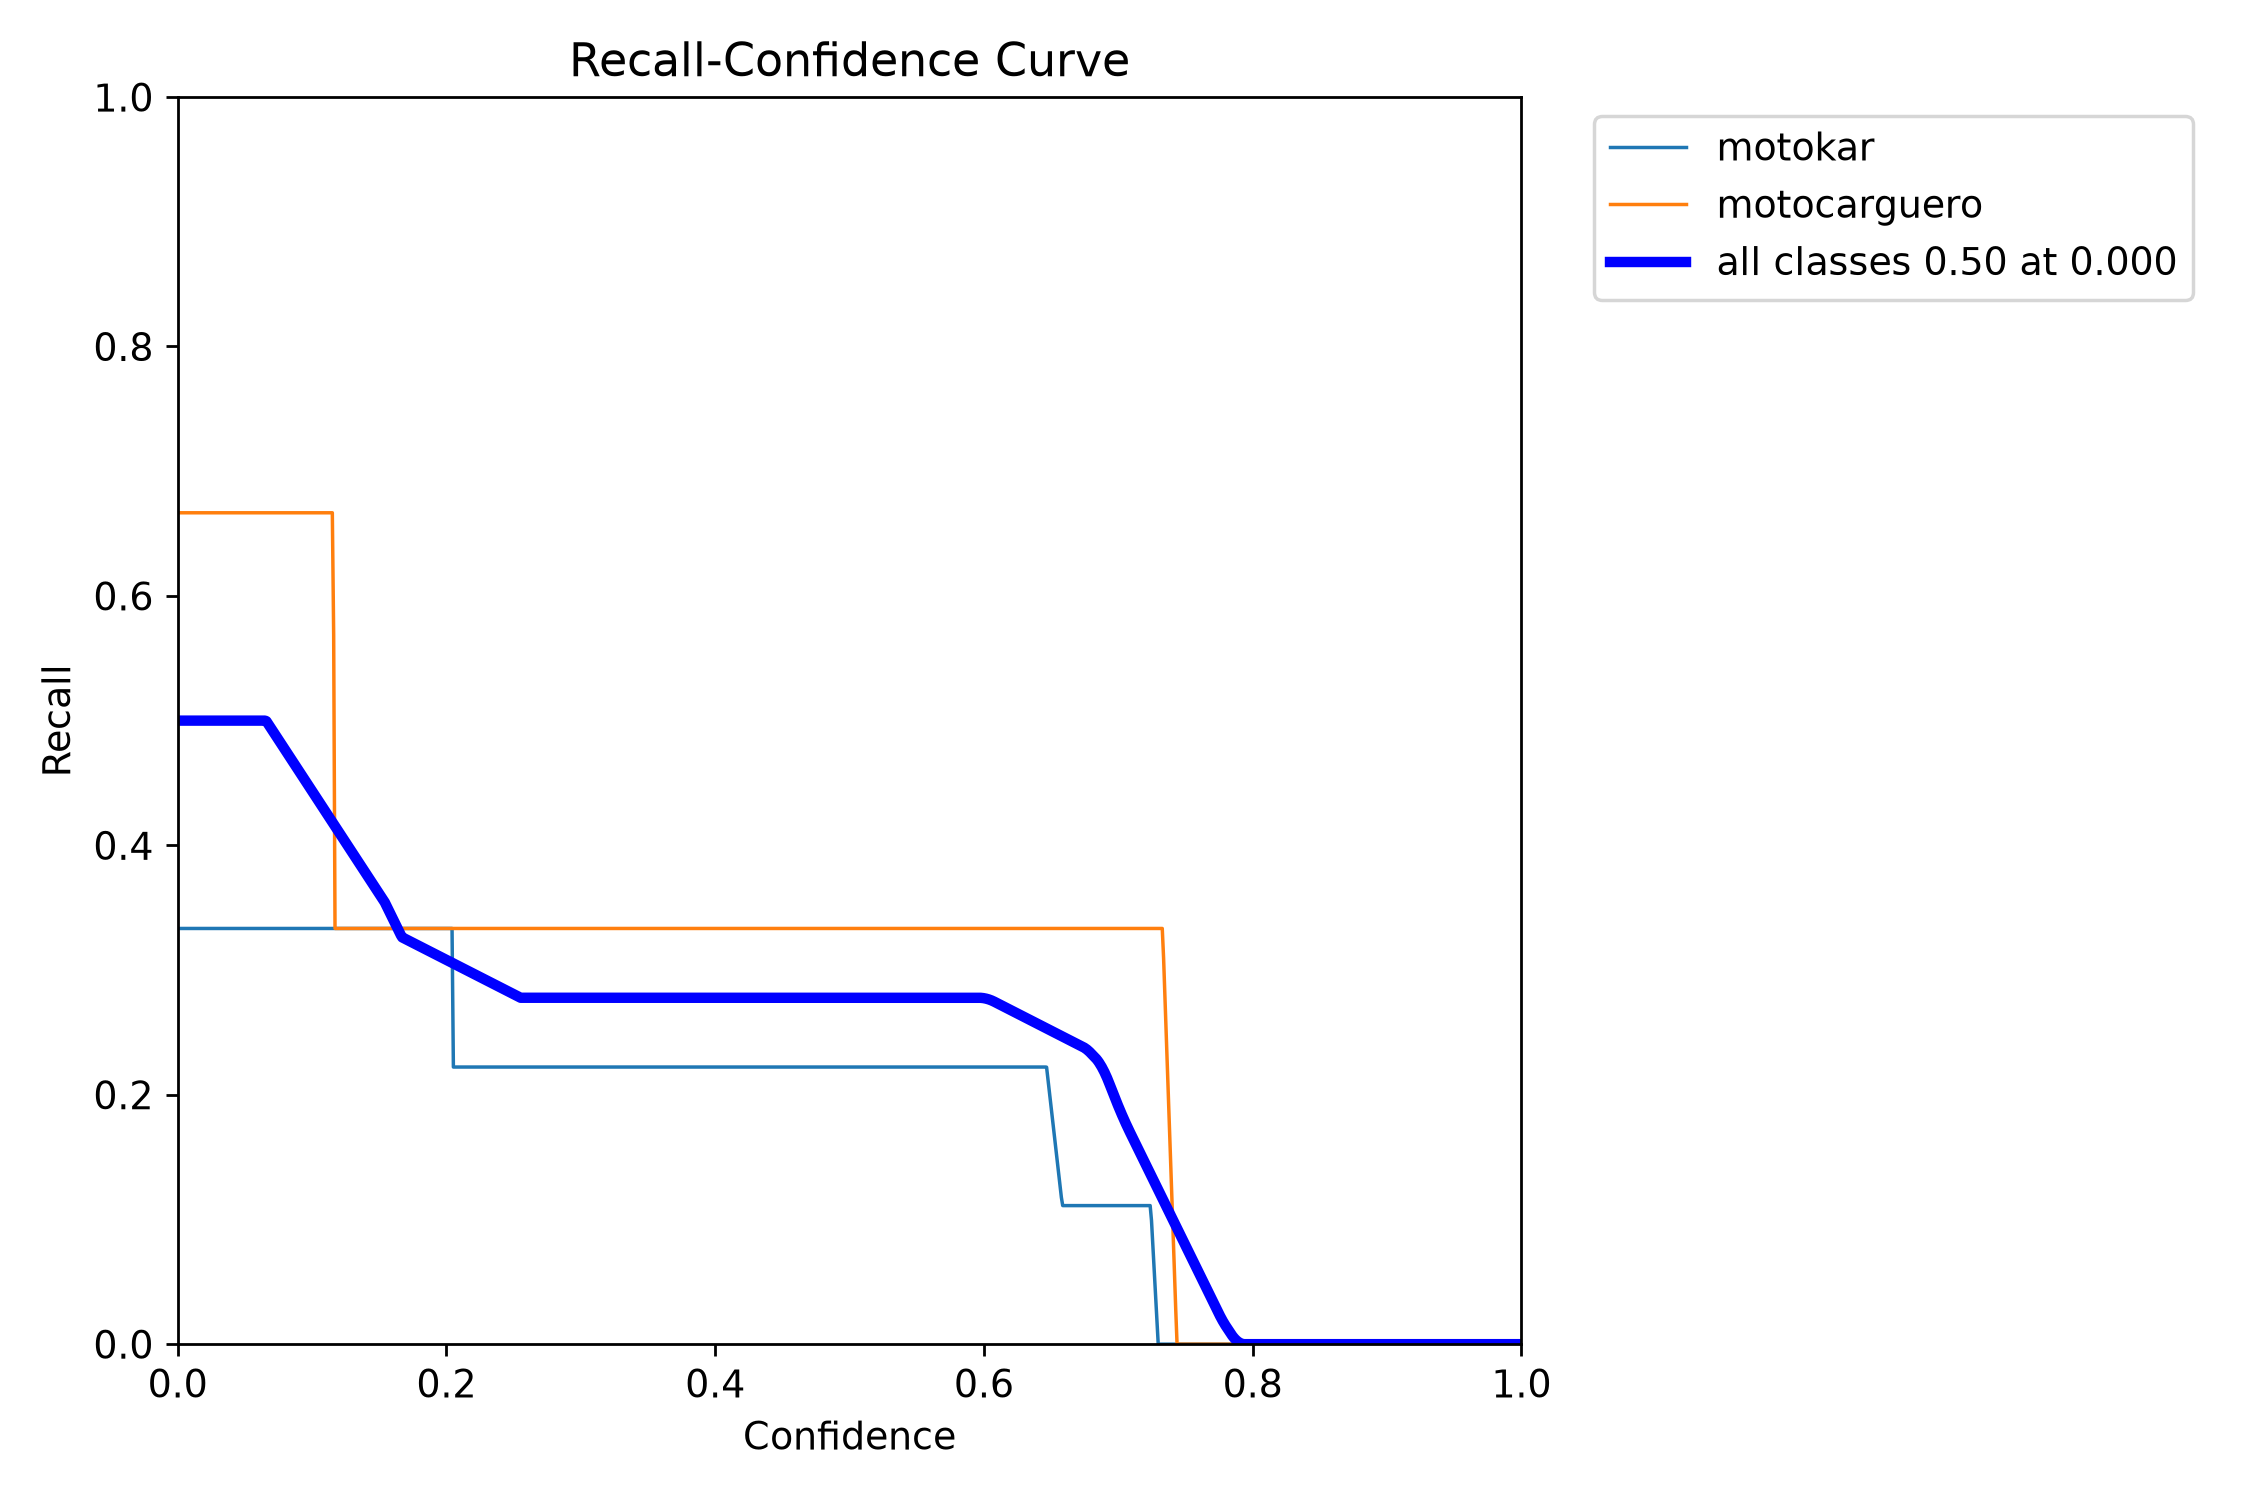 Recall-Confidence Curve
1.0
0.8
0.6
0.4
0.2
0.0
Recall
0.0 0.2 0.4 0.6 0.8 1.0
Confidence
motokar
motocarguero
all classes 0.50 at 0.000